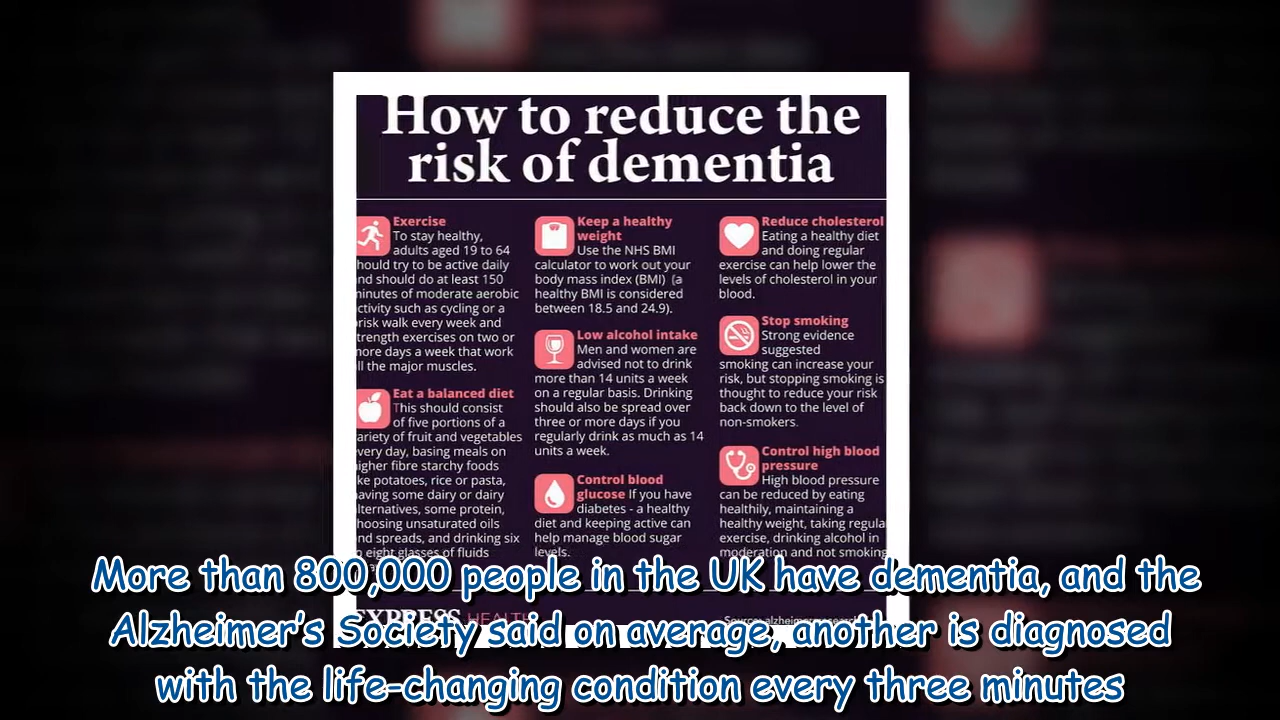 How to reduce the
risk of dementia
Exercise
To stay healthy,
adults aged 19 to 64
hould try to be active daily
nd should do at least 150
minutes of moderate aerobic
ctivity such as cycling or a
risk walk every week and
trength exercises on two or
more days a week that work
ll the major muscles.
Eat a balanced diet
This should consist
of five portions of a
ariety of fruit and vegetables
very day, basing meals on
igher fibre starchy foods
ke potatoes, rice or pasta,
aving some dairy or dairy
lternatives, some protein,
hoosing unsaturated oils
nd spreads, and drinking six
o eight glasses of fluids
Keep a healthy
weight
Use the NHS BMI
calculator to work out your
body mass index (BMI) (a
healthy BMI is considered
between 18.5 and 24.9).
Low alcohol intake
Men and women are
advised not to drink
more than 14 units a week
on a regular basis. Drinking
should also be spread over
three or more days if you
regularly drink as much as 14
units a week.
Control blood
glucose If you have
diabetes - a healthy
diet and keeping active can
help manage blood sugar
levels.
Reduce cholesterol
Eating a healthy diet
and doing regular
exercise can help lower the
levels of cholesterol in your
blood.
Stop smoking
Strong evidence
suggested
smoking can increase your
risk, but stopping smoking is
thought to reduce your risk
back down to the level of
non-smokers.
Control high blood
pressure
High blood pressure
can be reduced by eating
healthily, maintaining a
healthy weight, taking regula
exercise, drinking alcohol in
moderation and not smoking
EXPRESS HEALTH
Source:
More than 800,000 people in the UK have dementia, and the
Alzheimer's Society said on average, another is diagnosed
with the life-changing condition every three minutes